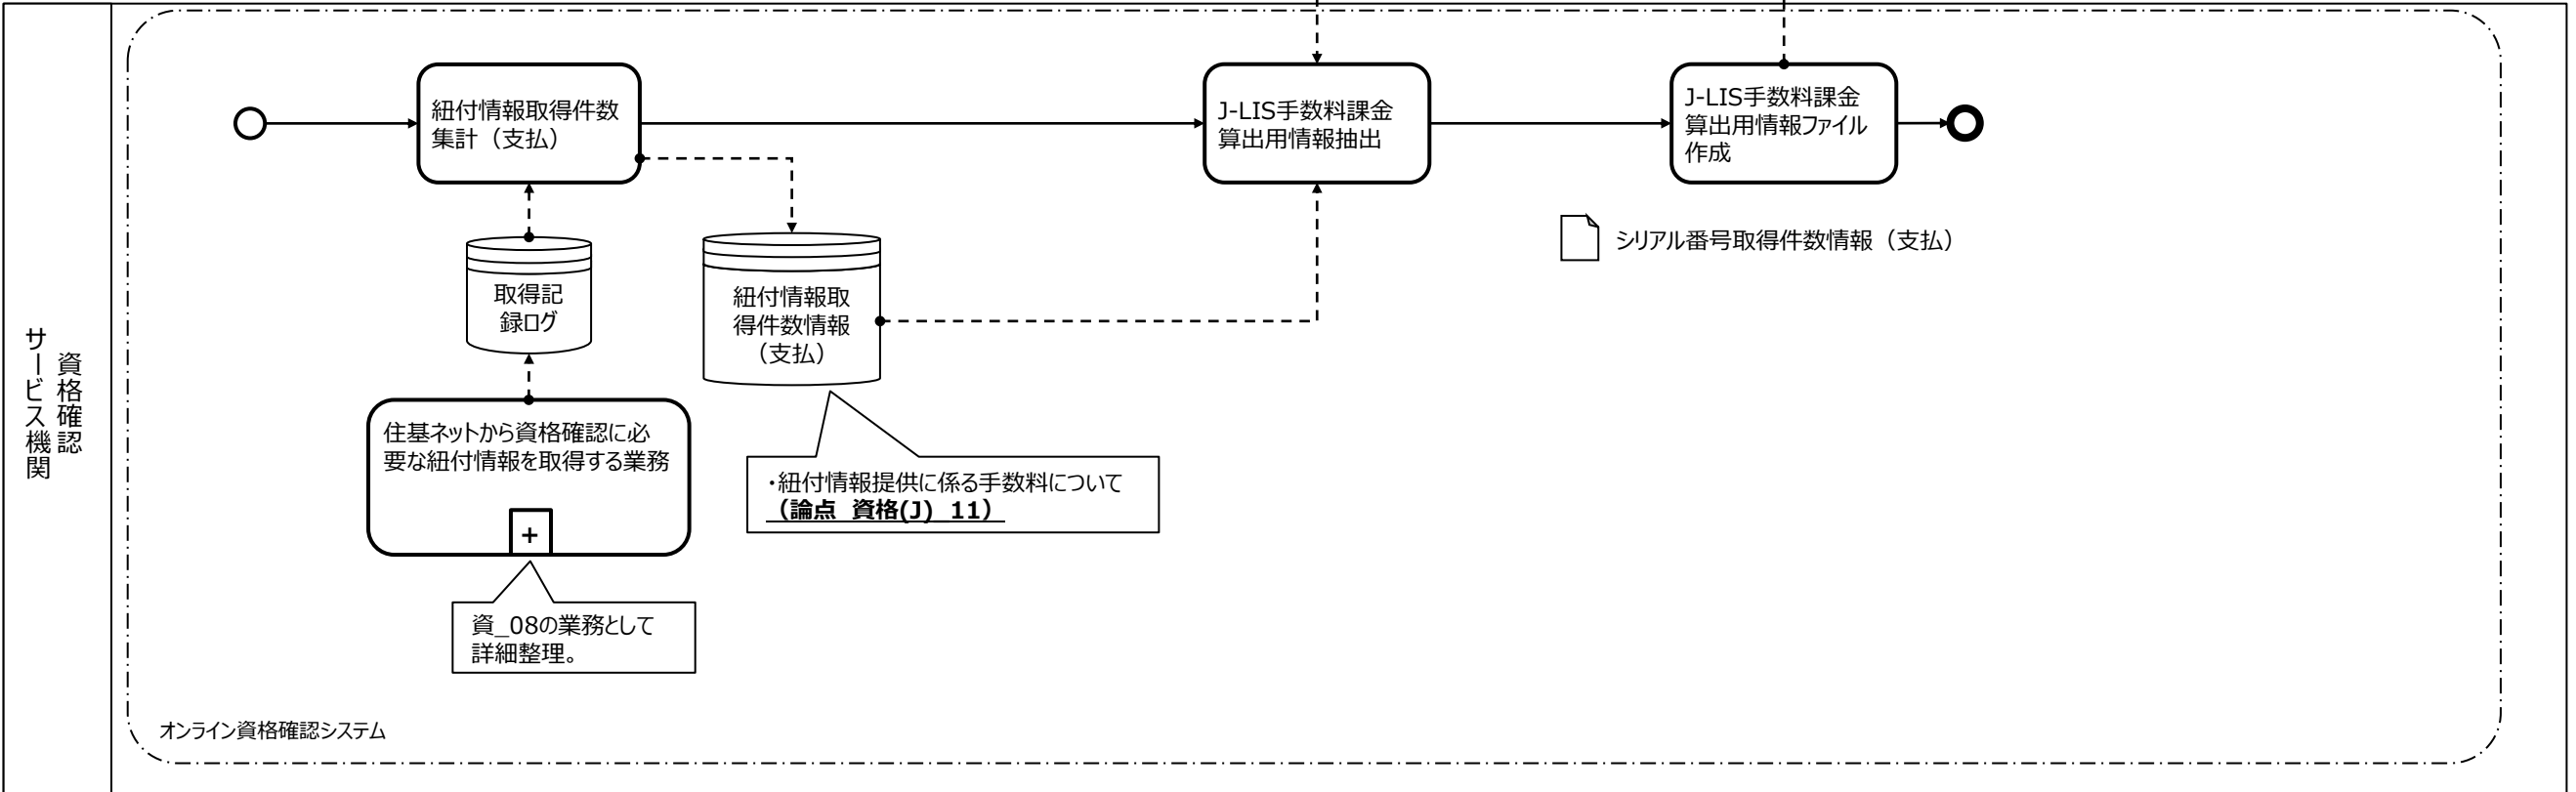 資格確認
サービス機関
紐付情報取得件数
集計（支払）
J-LIS手数料課金
算出用情報抽出
J-LIS手数料課金
算出用情報ファイル
作成
シリアル番号取得件数情報（支払）
取得記
録ログ
紐付情報取
得件数情報
（支払）
住基ネットから資格確認に必
要な紐付情報を取得する業務
+
・紐付情報提供に係る手数料について
（論点　資格(J)_11）
資_08の業務として
詳細整理。
オンライン資格確認システム